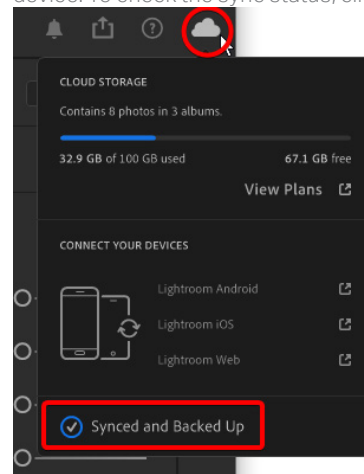 CLOUD STORAGE
Contains 8 photos in 3 albums.
32.9 GB of 100 GB used 67.1 GB free
View Plans
CONNECT YOUR DEVICES
Lightroom Android
Lightroom iOS
Lightroom Web
Synced and Backed Up